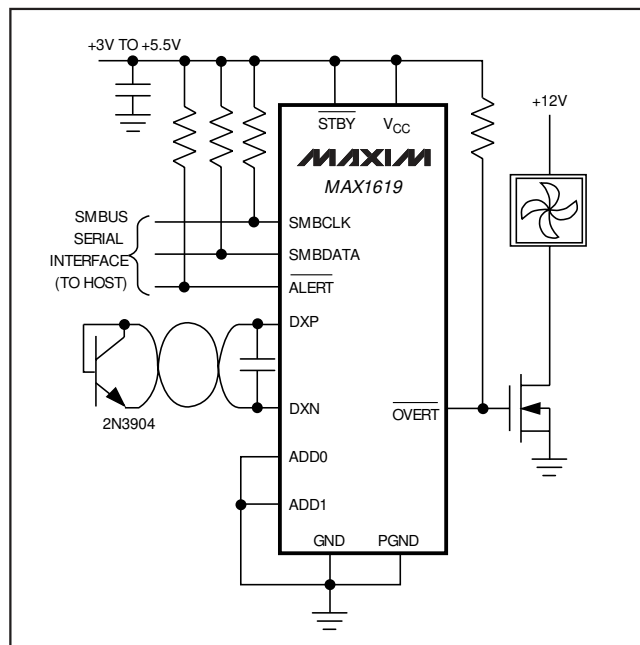 +3V TO +5.5V
+12V
STBY
VCC
MAXIM
MAX1619
SMBUS
SERIAL
INTERFACE
(TO HOST)
SMBCLK
SMBDATA
ALERT
DXP
DXN
2N3904
OVERT
ADD0
ADD1
GND
PGND